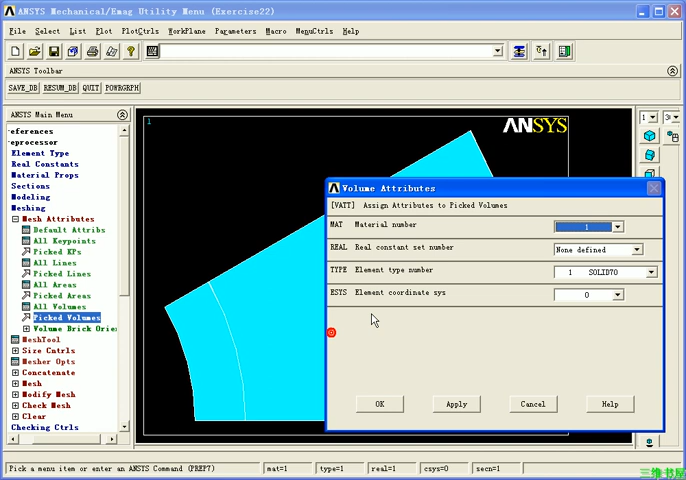 ANSYS Mechanical/Emag Utility Menu (Exercise22)
File Select List Plot PlotCtrls WorkPlane Parameters Macro MenuCtrls Help
ANSYS Toolbar
SAVE_DB RESUM_DB QUIT POWRGRPH
ANSYS Main Menu
eferences
eprocessor
Element Type
Real Constants
Material Props
Sections
Modeling
Meshing
Mesh Attributes
Default Attribs
All Keypoints
Picked KPs
All Lines
Picked Lines
All Areas
Picked Areas
All Volumes
Picked Volumes
Volume Brick Orie
MeshTool
Size Cntrls
Mesher Opts
Concatenate
Mesh
Modify Mesh
Check Mesh
Clear
Checking Ctrls
1
ANSYS
1
Volume Attributes
[VATT] Assign Attributes to Picked Volumes
MAT Material number 1
REAL Real constant set number None defined
TYPE Element type number 1 SOLID70
ESYS Element coordinate sys 0
OK Apply Cancel Help
Pick a menu item or enter an ANSYS Command (PREP7) mat=1 type=1 real=1 csys=0 secn=1
三维书屋